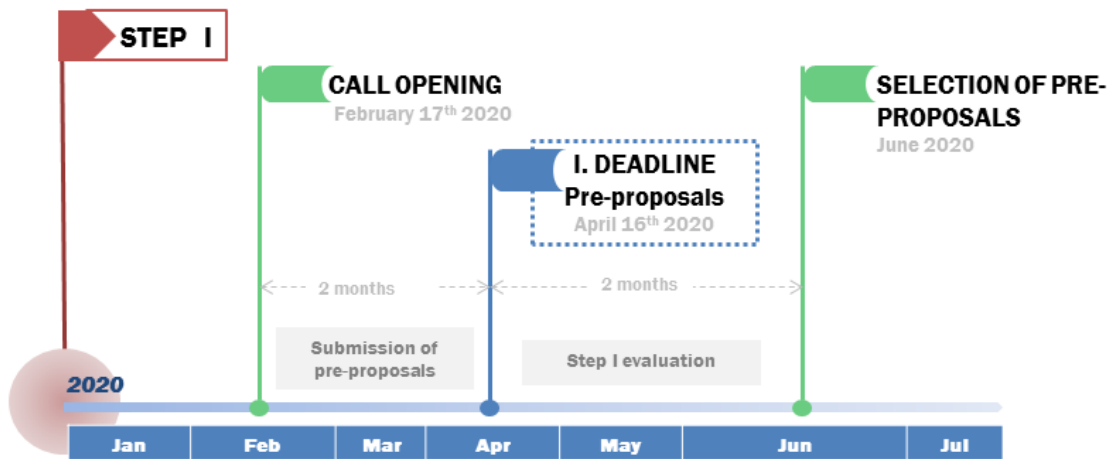 STEP I
CALL OPENING
February 17th 2020
SELECTION OF PRE-
PROPOSALS
June 2020
I. DEADLINE
Pre-proposals
April 16th 2020
2 months
2 months
Submission of
pre-proposals
Step I evaluation
2020
Jan Feb Mar Apr May Jun Jul